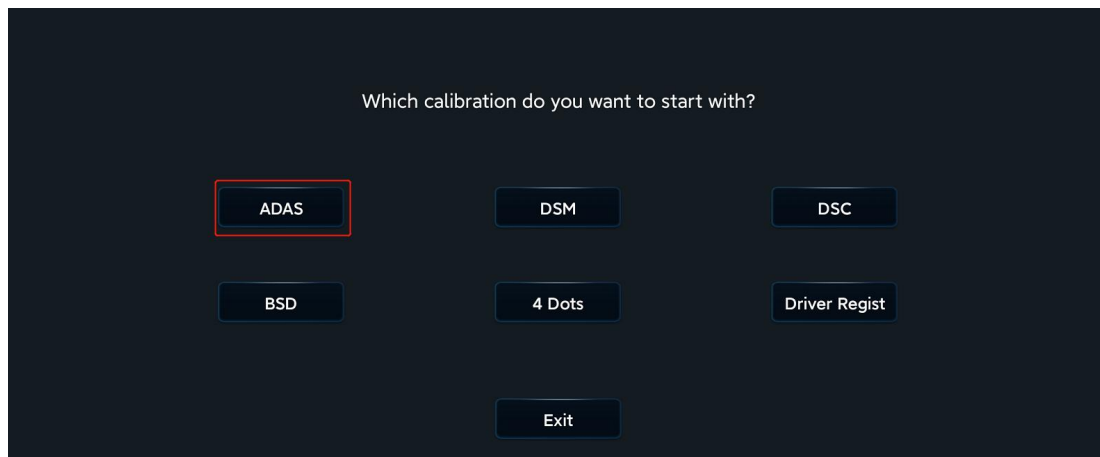 Which calibration do you want to start with?
ADAS
DSM
DSC
BSD
4 Dots
Driver Regist
Exit